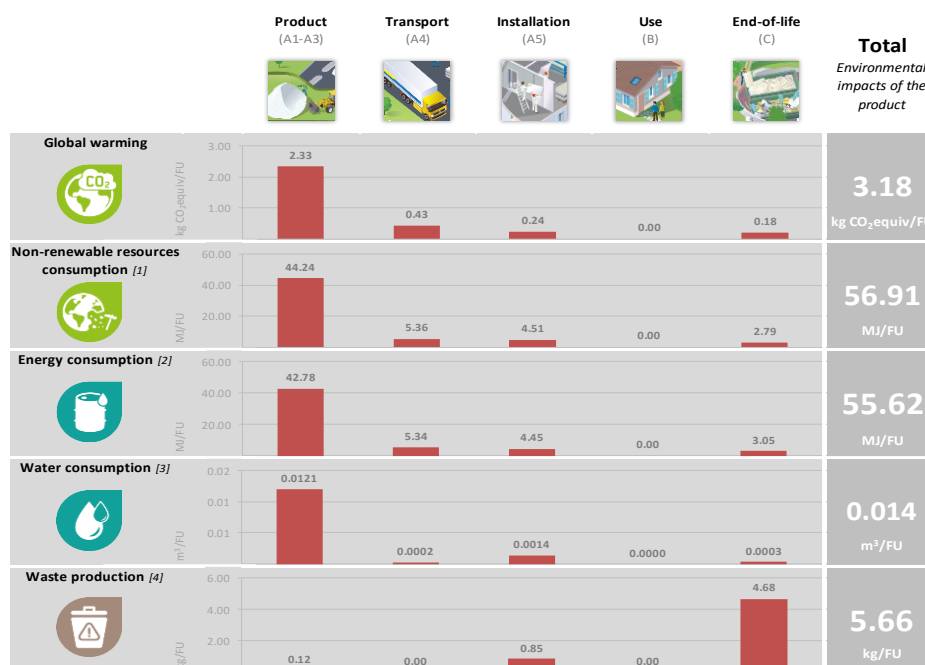 Product
(A1-A3)
Transport
(A4)
Installation
(A5)
Use
(B)
End-of-life
(C)
Total
Environmental
impacts of the
product
Global warming
CO₂
kg CO₂equiv/FU
3.00
2.00
1.00
2.33
0.43
0.24
0.00
0.18
3.18
kg CO₂equiv/FU
Non-renewable resources
consumption [1]
MJ/FU
60.00
40.00
20.00
44.24
5.36
4.51
0.00
2.79
56.91
MJ/FU
Energy consumption [2]
MJ/FU
60.00
40.00
20.00
42.78
5.34
4.45
0.00
3.05
55.62
MJ/FU
Water consumption [3]
m³/FU
0.02
0.01
0.01
0.0121
0.0002
0.0014
0.0000
0.0003
0.014
m³/FU
Waste production [4]
kg/FU
6.00
4.00
2.00
0.12
0.00
0.85
0.00
4.68
5.66
kg/FU